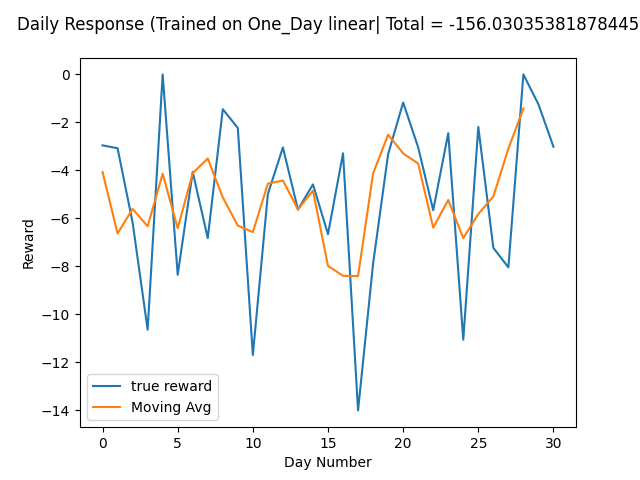 Daily Response (Trained on One_Day linear| Total = -156.03035381878445
0
−2
−4
−6
−8
−10
−12
−14
Reward
true reward
Moving Avg
0 5 10 15 20 25 30
Day Number